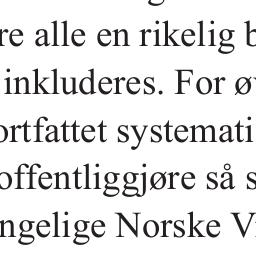 re alle en rikelig b
inkluderes. For øv
ortfattet systemati
offentliggjøre så s
ngelige Norske Vi